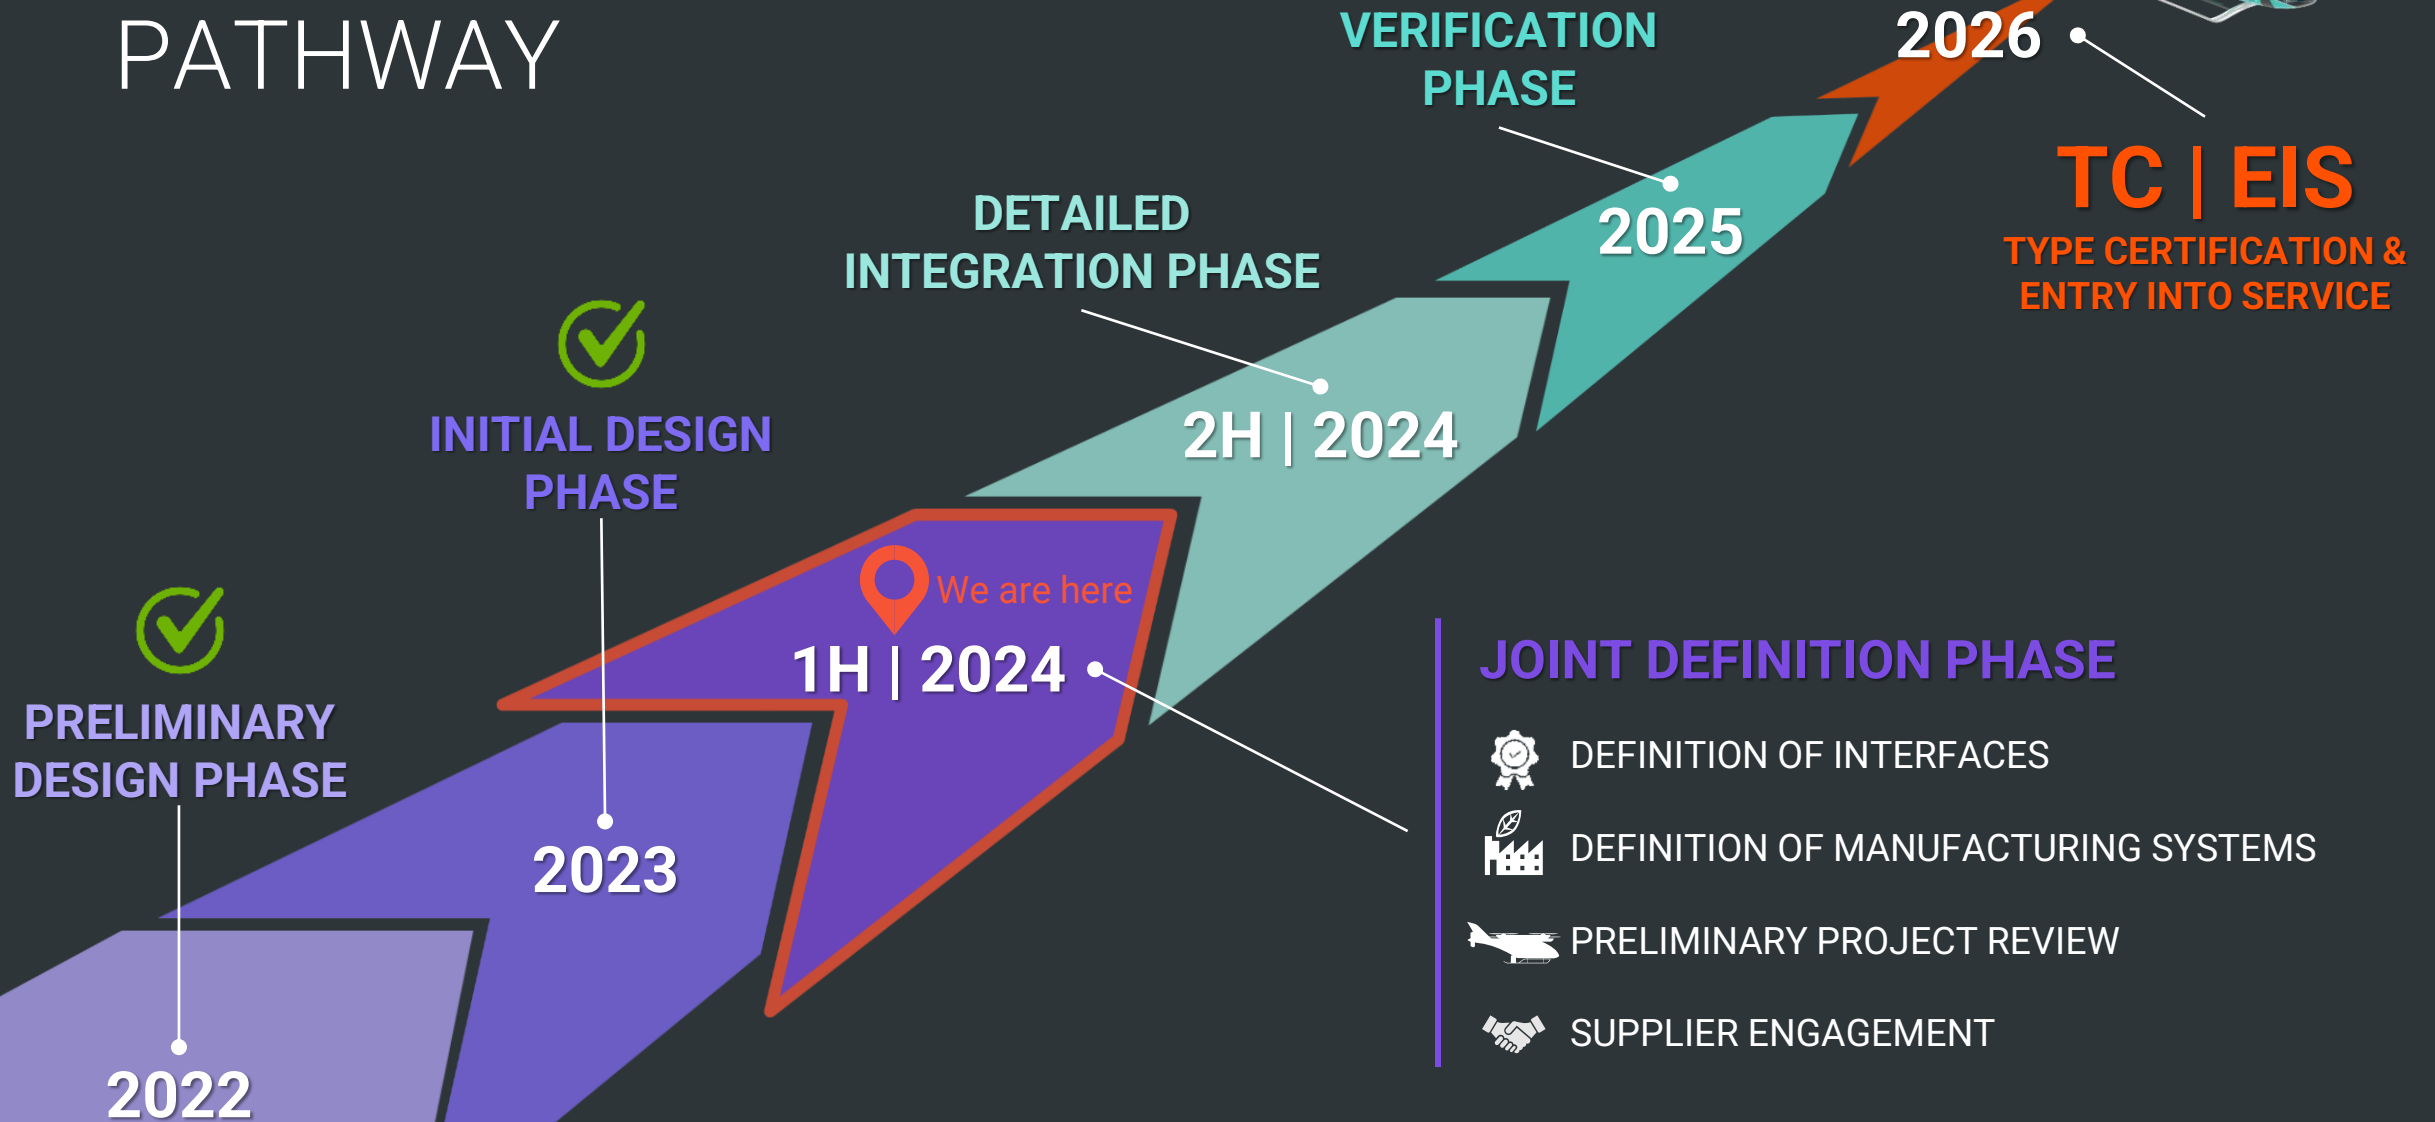 PATHWAY
VERIFICATION
PHASE
2026
TC | EIS
TYPE CERTIFICATION &
ENTRY INTO SERVICE
2025
DETAILED
INTEGRATION PHASE
2H | 2024
INITIAL DESIGN
PHASE
We are here
1H | 2024
2023
PRELIMINARY
DESIGN PHASE
2022
JOINT DEFINITION PHASE
DEFINITION OF INTERFACES
DEFINITION OF MANUFACTURING SYSTEMS
PRELIMINARY PROJECT REVIEW
SUPPLIER ENGAGEMENT